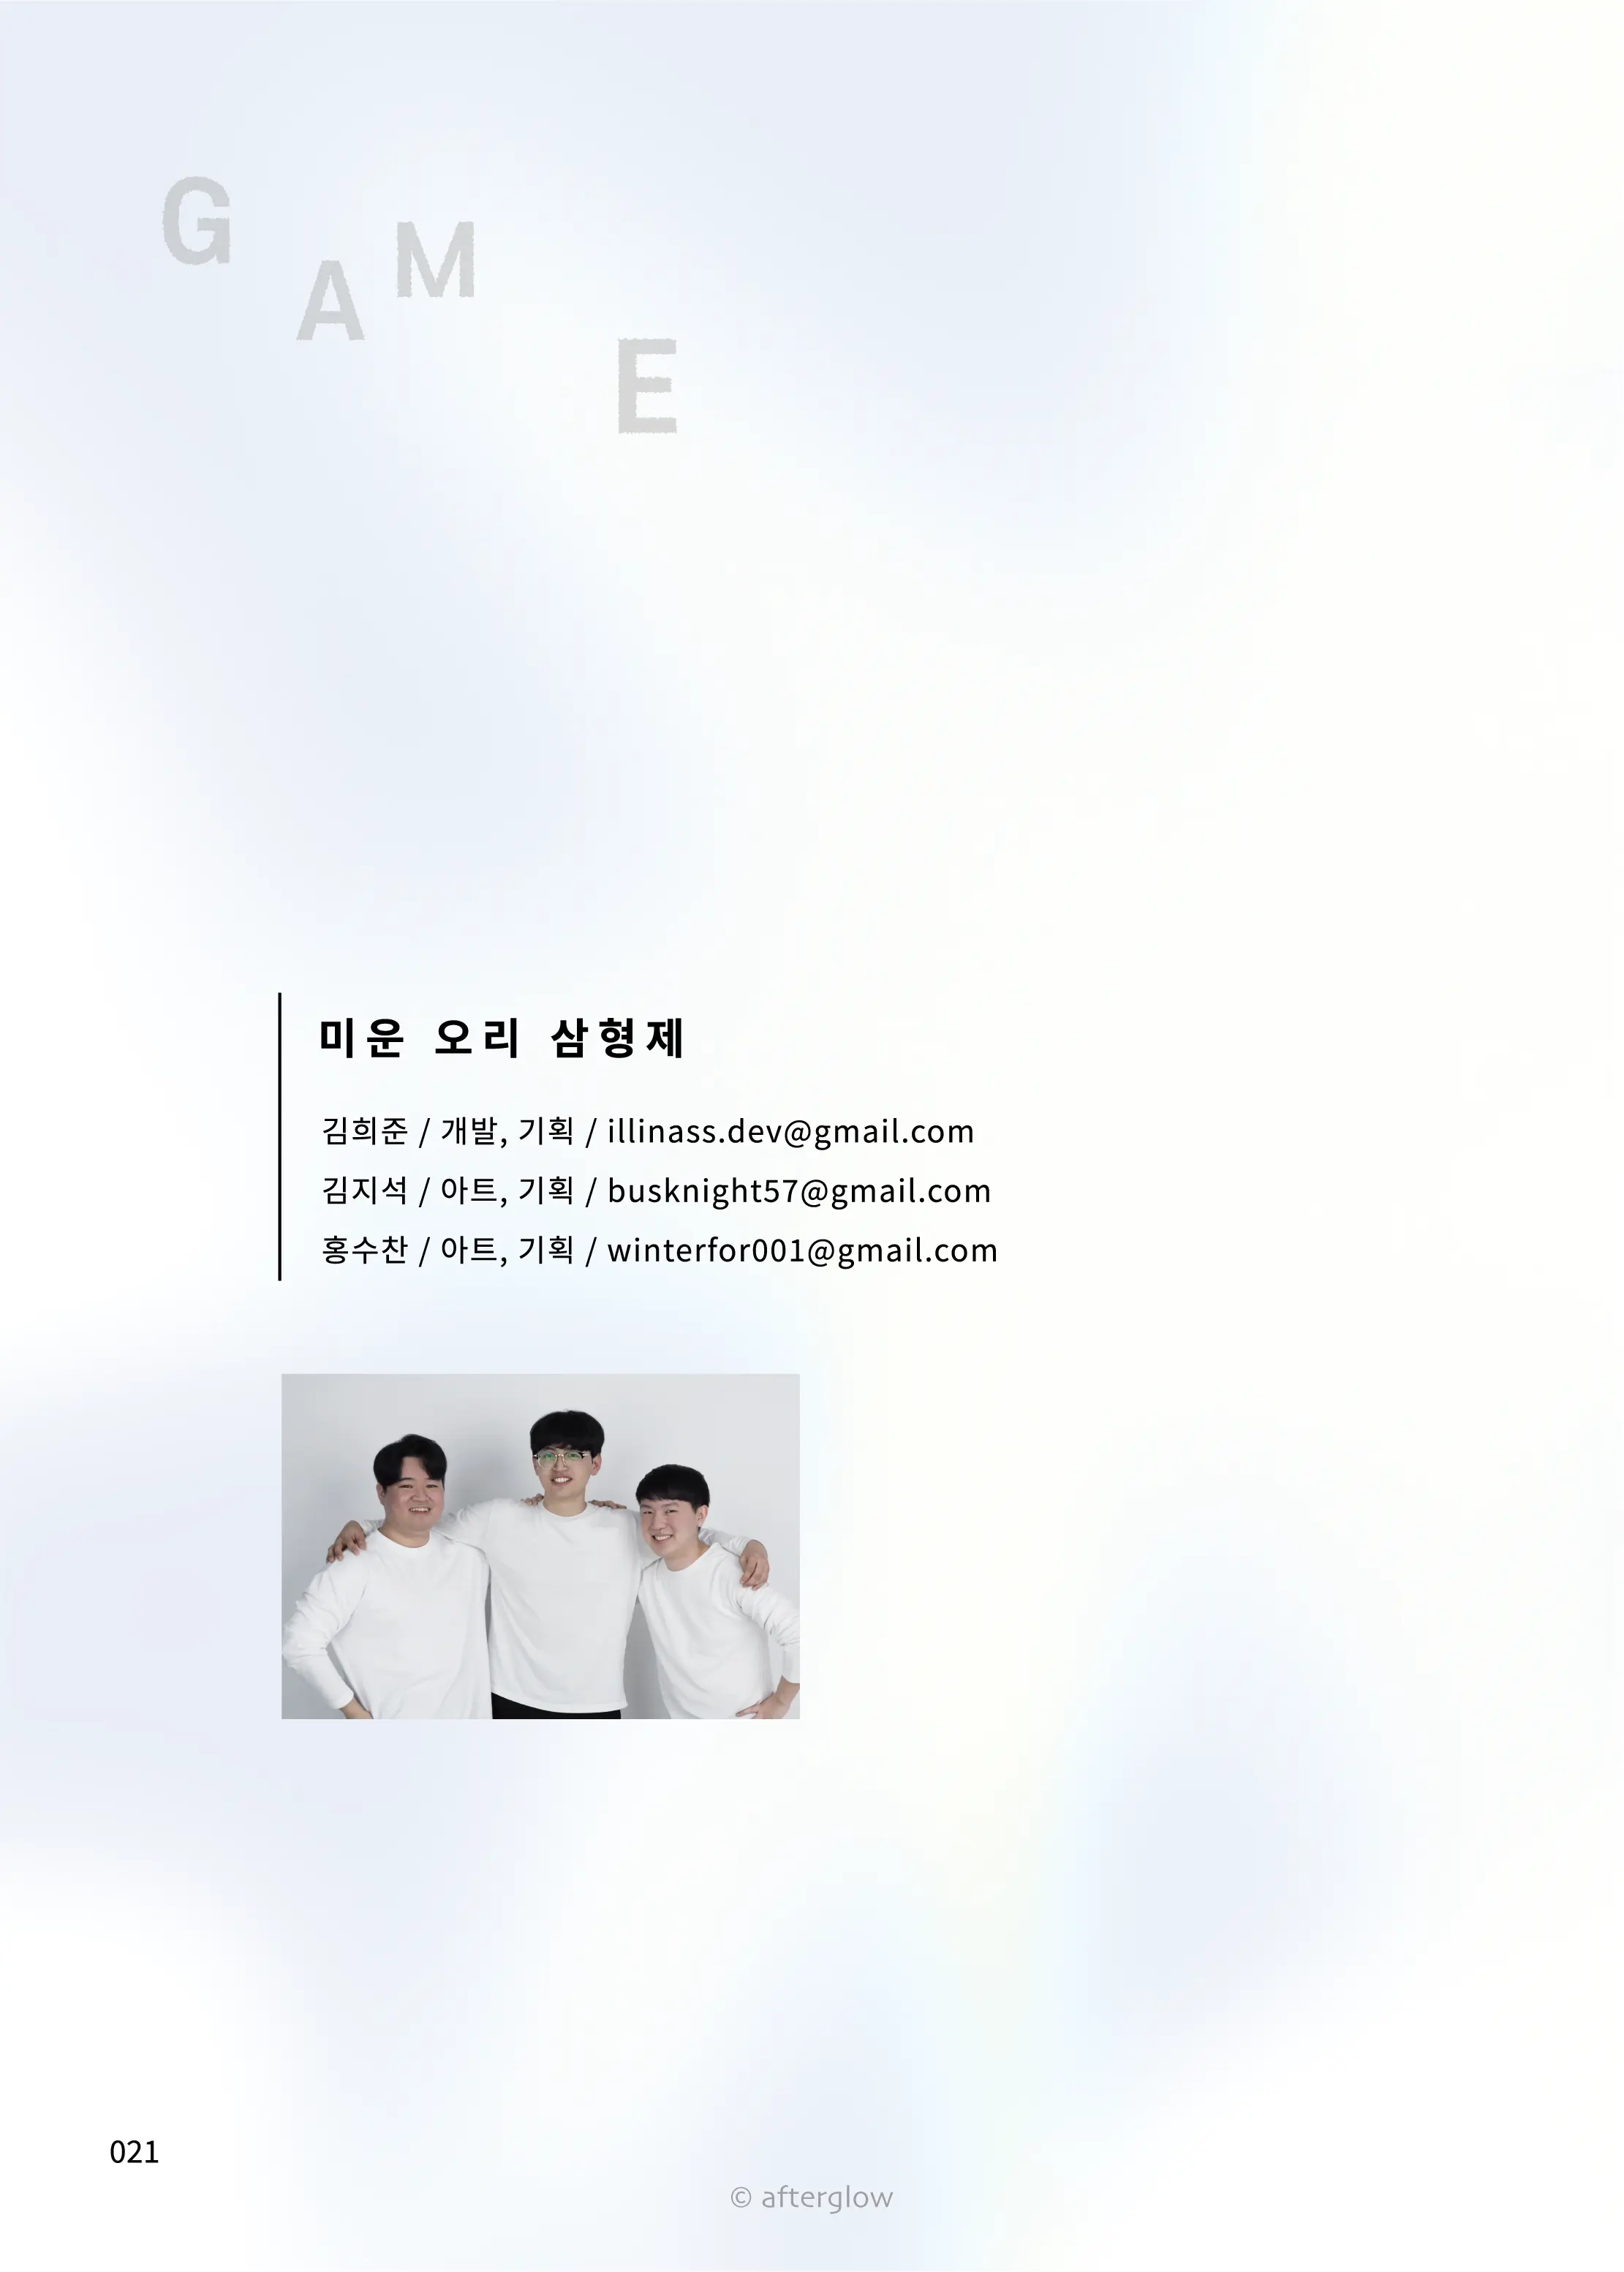 GAME
미운 오리 삼형제
김희준 / 개발, 기획 / illinass.dev@gmail.com
김지석 / 아트, 기획 / busknight57@gmail.com
홍수찬 / 아트, 기획 / winterfor001@gmail.com
021
© afterglow